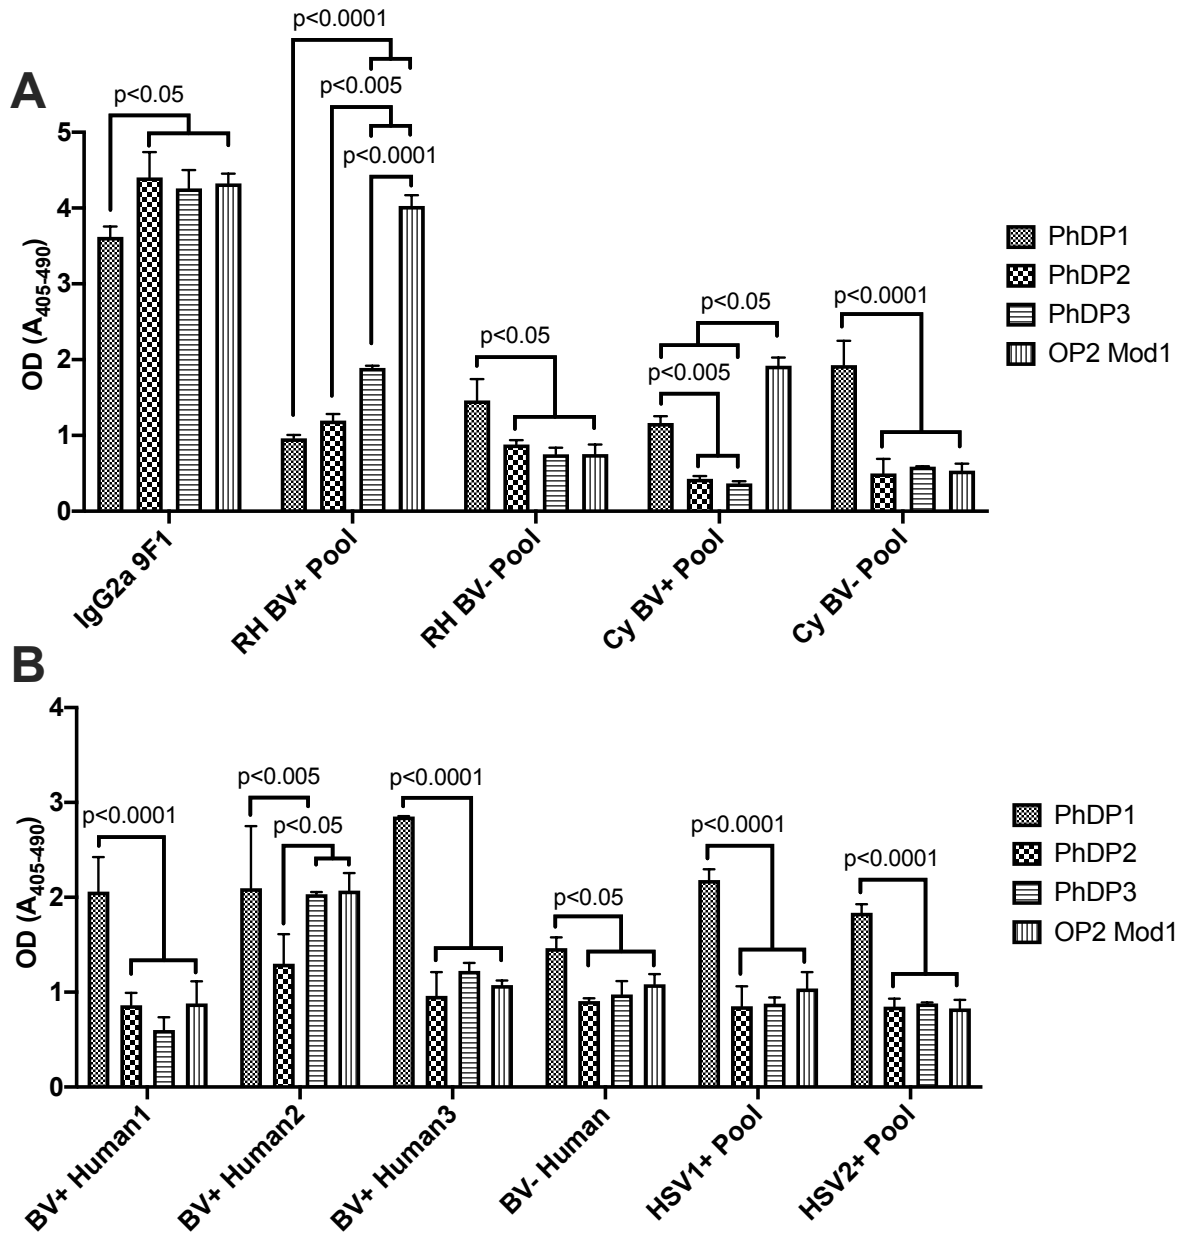 A
p<0.0001
p<0.05
p<0.005
p<0.0001
5
4
3
2
1
0
OD (A405-490)
p<0.05
p<0.05
p<0.005
p<0.0001
PhDP1
PhDP2
PhDP3
OP2 Mod1
IgG2a 9F1
RH BV+ Pool
RH BV- Pool
Cy BV+ Pool
Cy BV- Pool
B
4
3
2
1
0
OD (A405-490)
p<0.0001
p<0.005
p<0.05
p<0.0001
p<0.05
p<0.0001
p<0.0001
PhDP1
PhDP2
PhDP3
OP2 Mod1
BV+ Human1
BV+ Human2
BV+ Human3
BV- Human
HSV1+ Pool
HSV2+ Pool